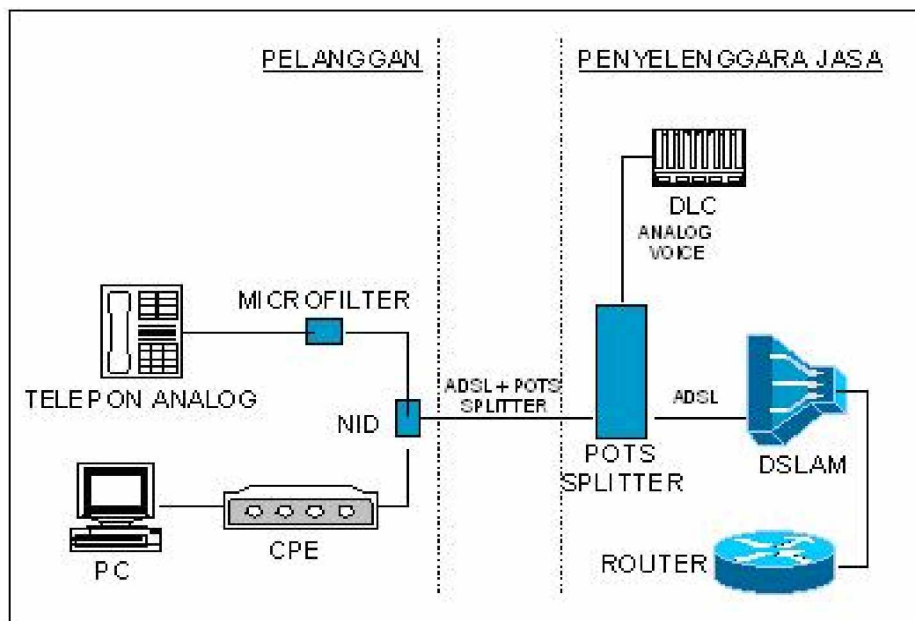 PELANGGAN
PENYELENGGARA JASA
DLC
ANALOG
VOICE
MICROFILTER
TELEPON ANALOG
NID
ADSL + POTS
SPLITTER
ADSL
POTS
SPLITTER
DSLAM
PC
CPE
ROUTER